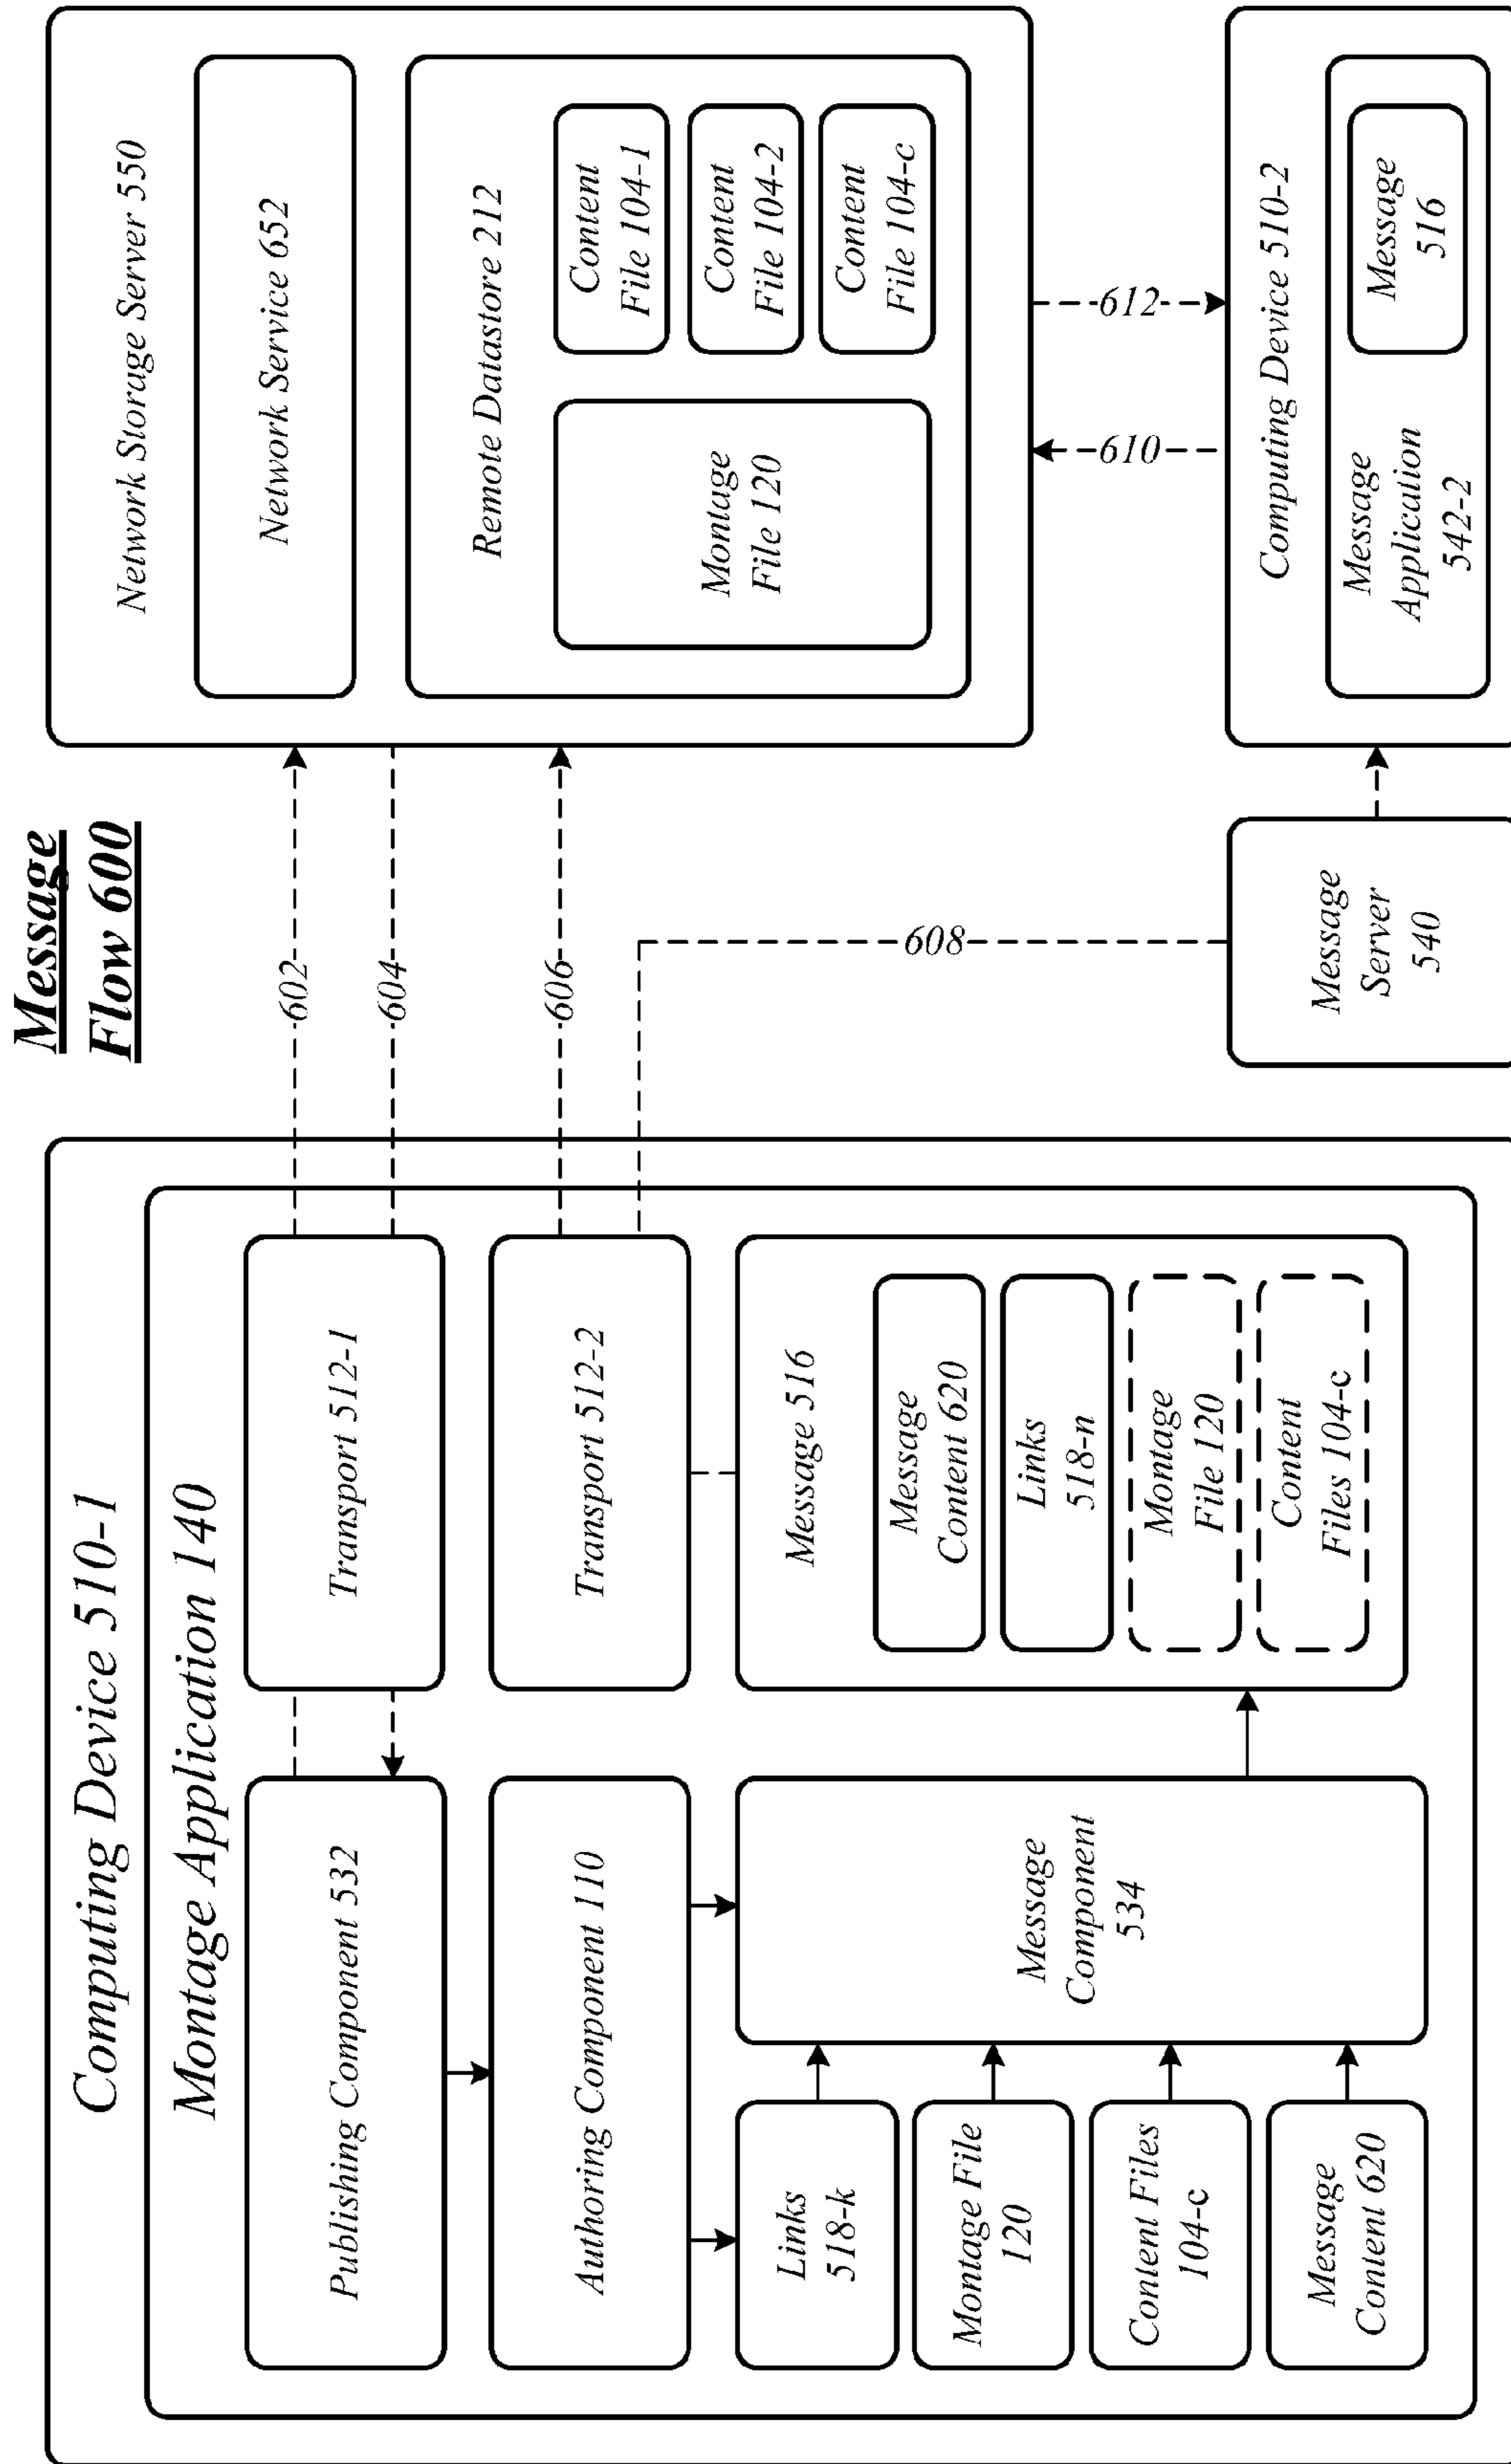 Message
Flow 600
Computing Device 510-1
Montage Application 140
Publishing Component 532
Transport 512-1
Authoring Component 110
Transport 512-2
Links
518-k
Montage File
120
Content Files
104-c
Message
Content 620
Message
Component
534
Message 516
Message
Content 620
Links
518-n
Montage
File 120
Content
Files 104-c
602
604
606
608
Network Storage Server 550
Network Service 652
Remote Datastore 212
Montage
File 120
Content
File 104-1
Content
File 104-2
Content
File 104-c
610
612
Message
Server
540
Computing Device 510-2
Message
Application
542-2
Message
516